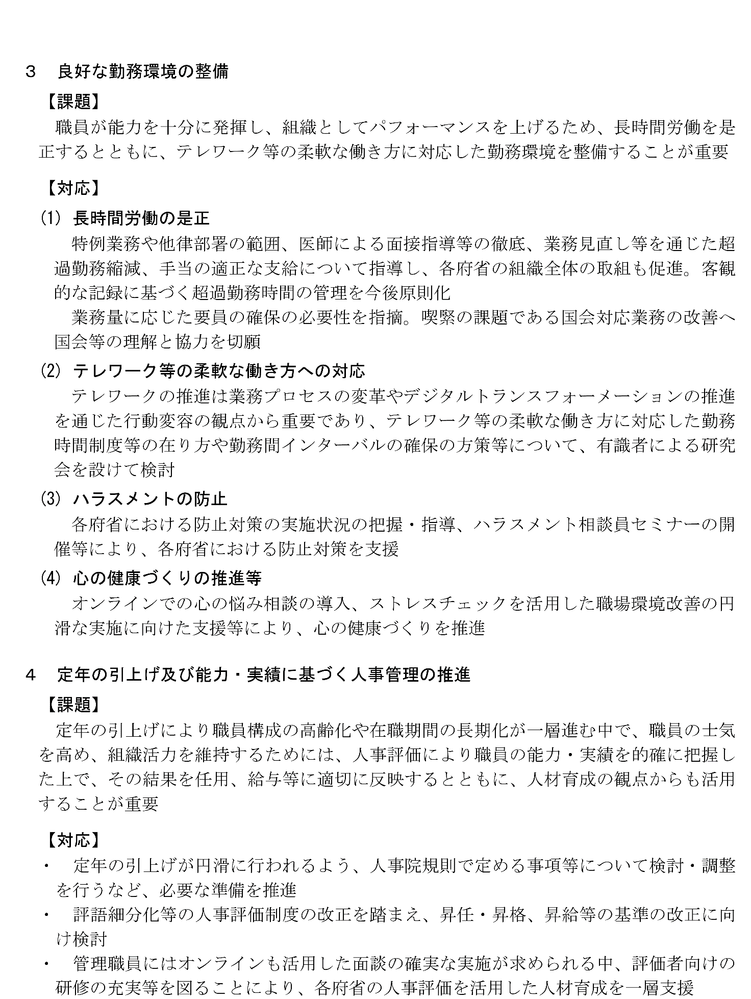 ３　良好な勤務環境の整備
【課題】
職員が能力を十分に発揮し、組織としてパフォーマンスを上げるため、長時間労働を是
正するとともに、テレワーク等の柔軟な働き方に対応した勤務環境を整備することが重要
【対応】
(1) 長時間労働の是正
特例業務や他律部署の範囲、医師による面接指導等の徹底、業務見直し等を通じた超
過勤務縮減、手当の適正な支給について指導し、各府省の組織全体の取組も促進。客観
的な記録に基づく超過勤務時間の管理を今後原則化
業務量に応じた要員の確保の必要性を指摘。喫緊の課題である国会対応業務の改善へ
国会等の理解と協力を切願
(2) テレワーク等の柔軟な働き方への対応
テレワークの推進は業務プロセスの変革やデジタルトランスフォーメーションの推進
を通じた行動変容の観点から重要であり、テレワーク等の柔軟な働き方に対応した勤務
時間制度等の在り方や勤務間インターバルの確保の方策等について、有識者による研究
会を設けて検討
(3) ハラスメントの防止
各府省における防止対策の実施状況の把握・指導、ハラスメント相談員セミナーの開
催等により、各府省における防止対策を支援
(4) 心の健康づくりの推進等
オンラインでの心の悩み相談の導入、ストレスチェックを活用した職場環境改善の円
滑な実施に向けた支援等により、心の健康づくりを推進
４　定年の引上げ及び能力・実績に基づく人事管理の推進
【課題】
定年の引上げにより職員構成の高齢化や在職期間の長期化が一層進む中で、職員の士気
を高め、組織活力を維持するためには、人事評価により職員の能力・実績を的確に把握し
た上で、その結果を任用、給与等に適切に反映するとともに、人材育成の観点からも活用
することが重要
【対応】
・　定年の引上げが円滑に行われるよう、人事院規則で定める事項等について検討・調整
を行うなど、必要な準備を推進
・　評語細分化等の人事評価制度の改正を踏まえ、昇任・昇格、昇給等の基準の改正に向
け検討
・　管理職員にはオンラインも活用した面談の確実な実施が求められる中、評価者向けの
研修の充実等を図ることにより、各府省の人事評価を活用した人材育成を一層支援